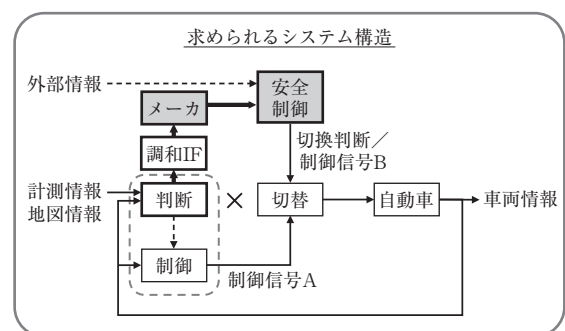 求められるシステム構造
外部情報
安全
制御
メーカ
調和IF
切換判断／
制御信号B
計測情報
地図情報
判断
×
切替
自動車
車両情報
制御
制御信号A